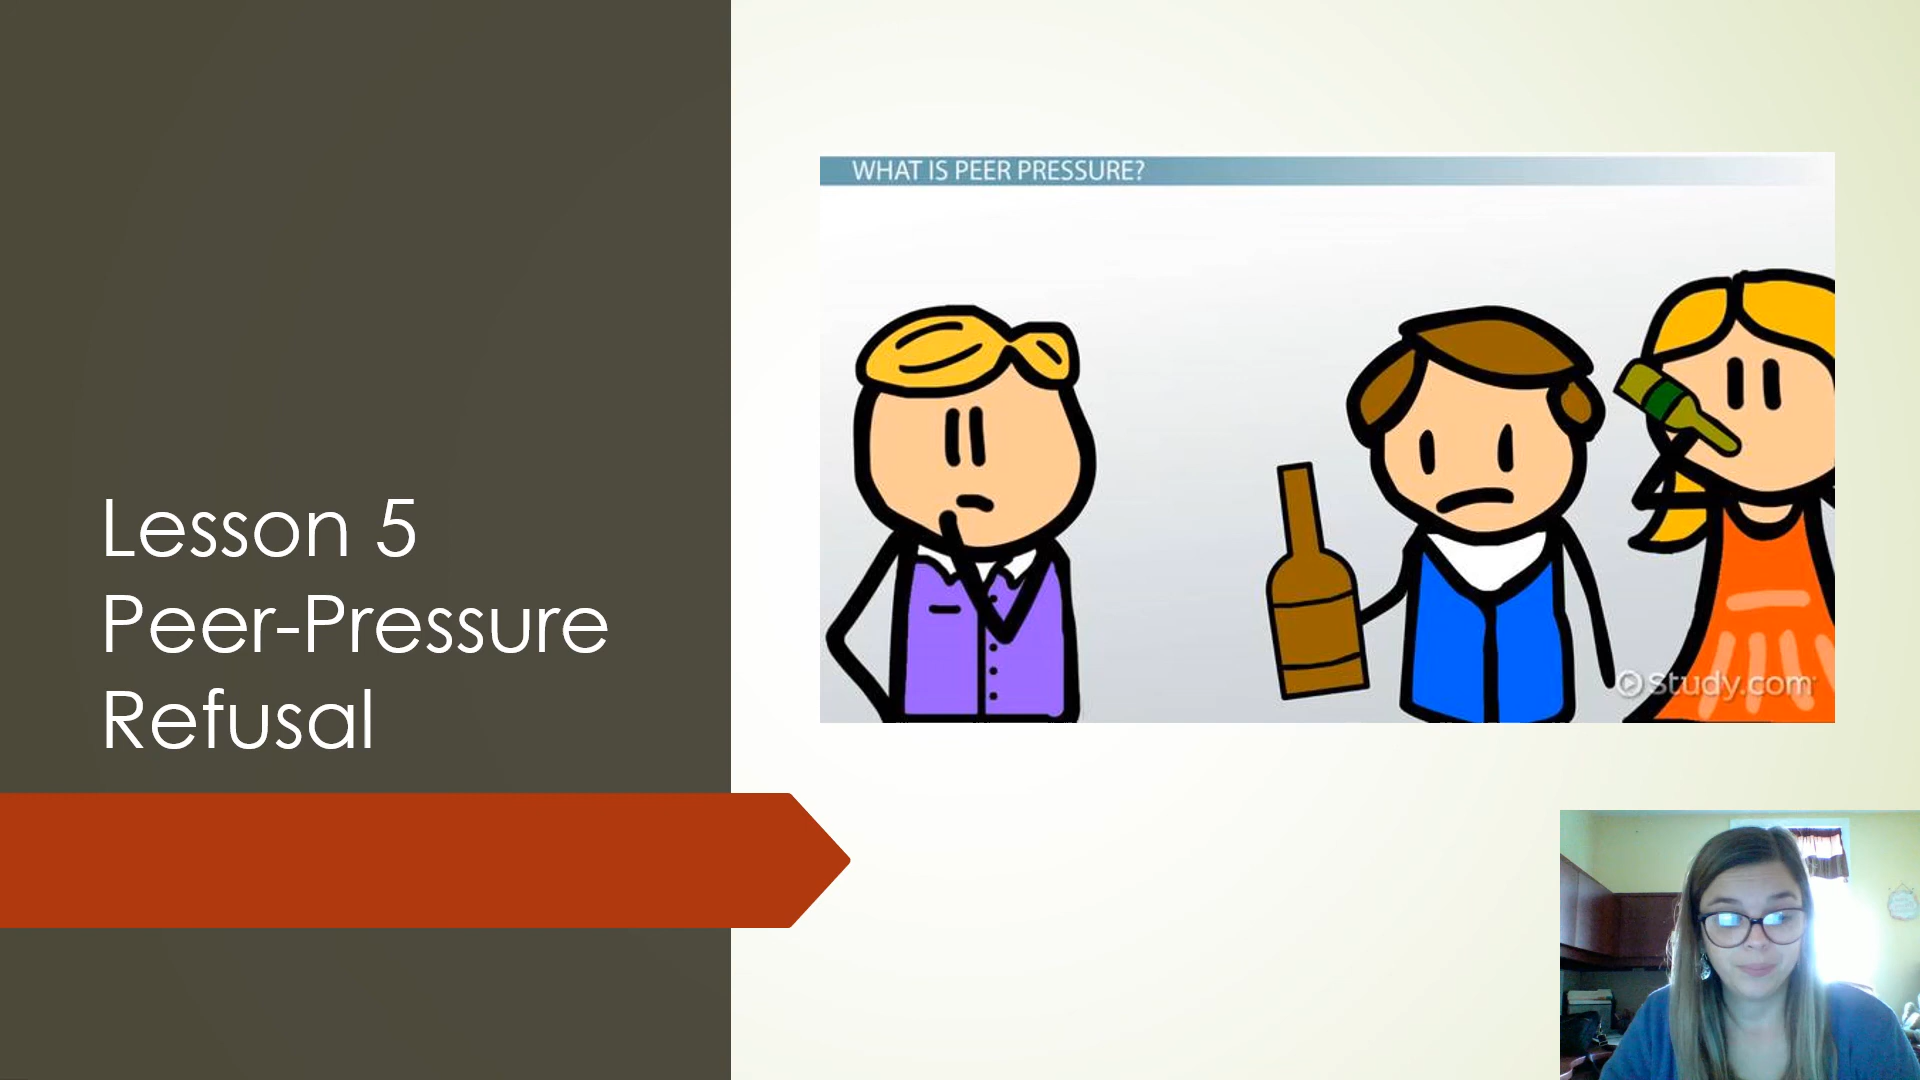 Lesson 5
Peer-Pressure
Refusal
WHAT IS PEER PRESSURE?
Study.com